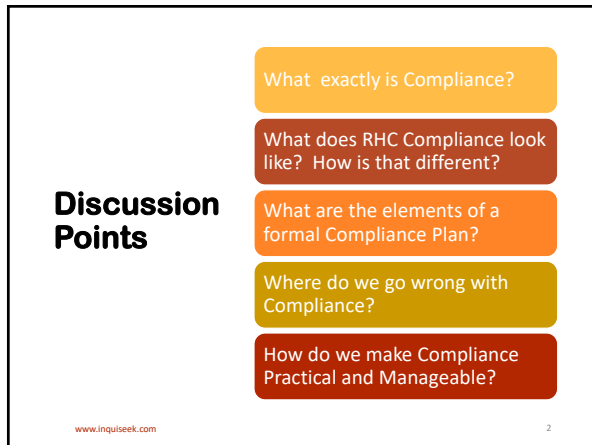 Discussion
Points
What exactly is Compliance?
What does RHC Compliance look
like? How is that different?
What are the elements of a
formal Compliance Plan?
Where do we go wrong with
Compliance?
How do we make Compliance
Practical and Manageable?
www.inquiseek.com
2